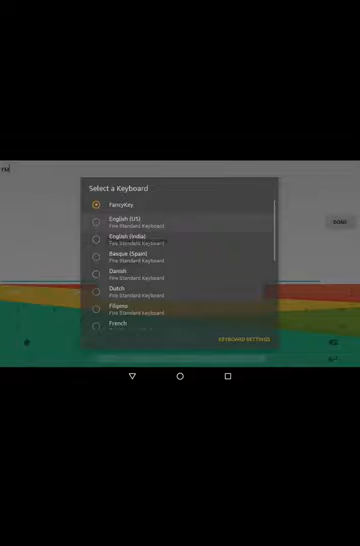 Select a Keyboard
FancyKey
DONE
English (US)
Fire Standard Keyboard
English (India)
Fire Standard Keyboard
Basque (Spain)
Fire Standard Keyboard
Danish
Fire Standard Keyboard
Dutch
Fire Standard Keyboard
Filipino
Fire Standard Keyboard
French
KEYBOARD SETTINGS